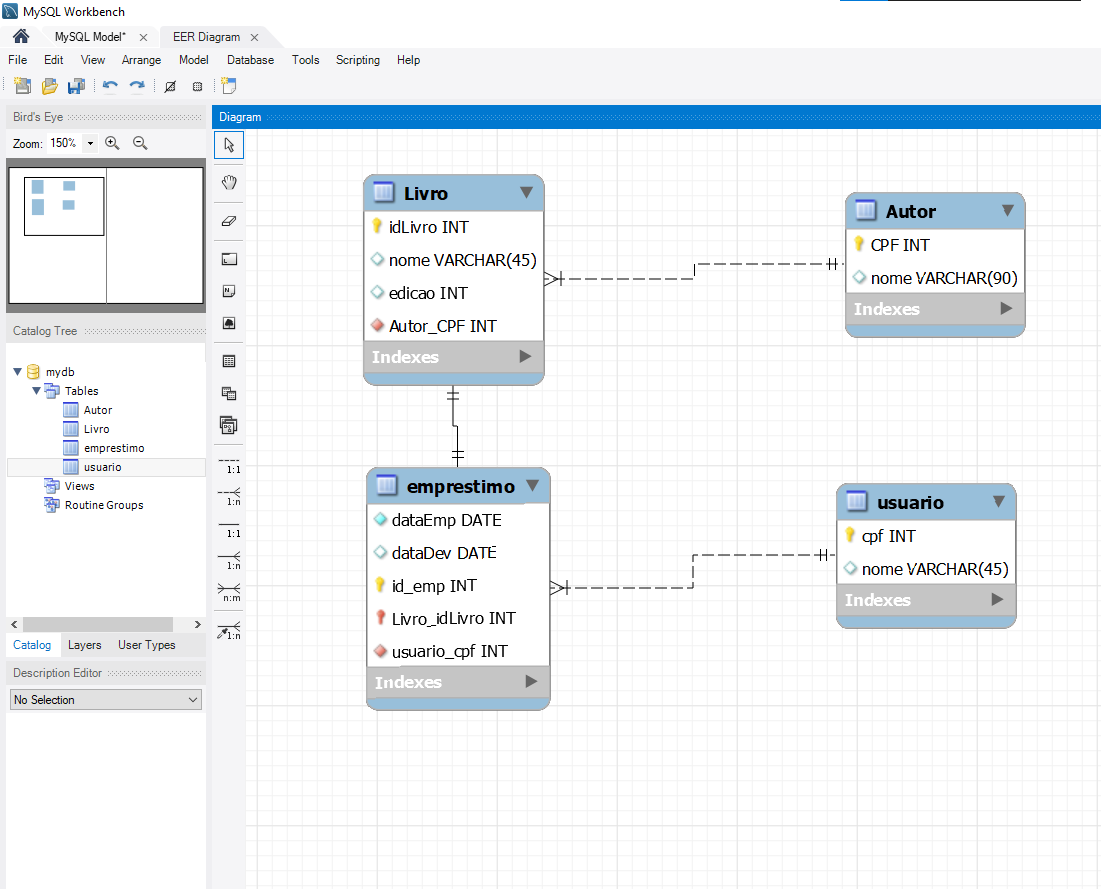 MySQL Workbench
MySQL Model*
EER Diagram
File Edit View Arrange Model Database Tools Scripting Help
Bird's Eye
Zoom: 150%
Diagram
Catalog Tree
mydb
Tables
Autor
Livro
emprestimo
usuario
Views
Routine Groups
Catalog Layers User Types
Description Editor
No Selection
1:1
1:n
1:1
1:n
n:m
1:n
Livro
idLivro INT
nome VARCHAR(45)
edicao INT
Autor_CPF INT
Indexes
Autor
CPF INT
nome VARCHAR(90)
Indexes
emprestimo
dataEmp DATE
dataDev DATE
id_emp INT
Livro_idLivro INT
usuario_cpf INT
Indexes
usuario
cpf INT
nome VARCHAR(45)
Indexes